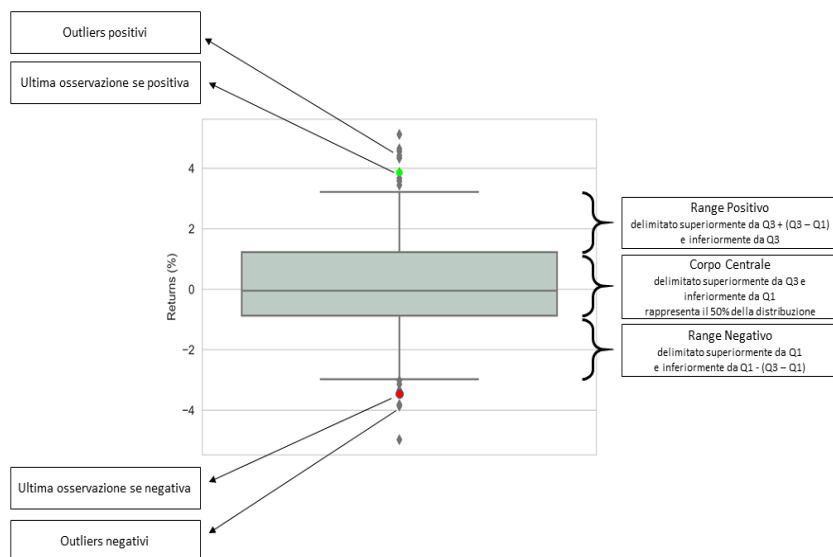 Outliers positivi
Ultima osservazione se positiva
4
2
0
−2
−4
Returns (%)
Range Positivo
delimitato superiormente da Q3 + (Q3 – Q1)
e inferiormente da Q3
Corpo Centrale
delimitato superiormente da Q3 e
inferiormente da Q1
rappresenta il 50% della distribuzione
Range Negativo
delimitato superiormente da Q1
e inferiormente da Q1 - (Q3 – Q1)
Ultima osservazione se negativa
Outliers negativi